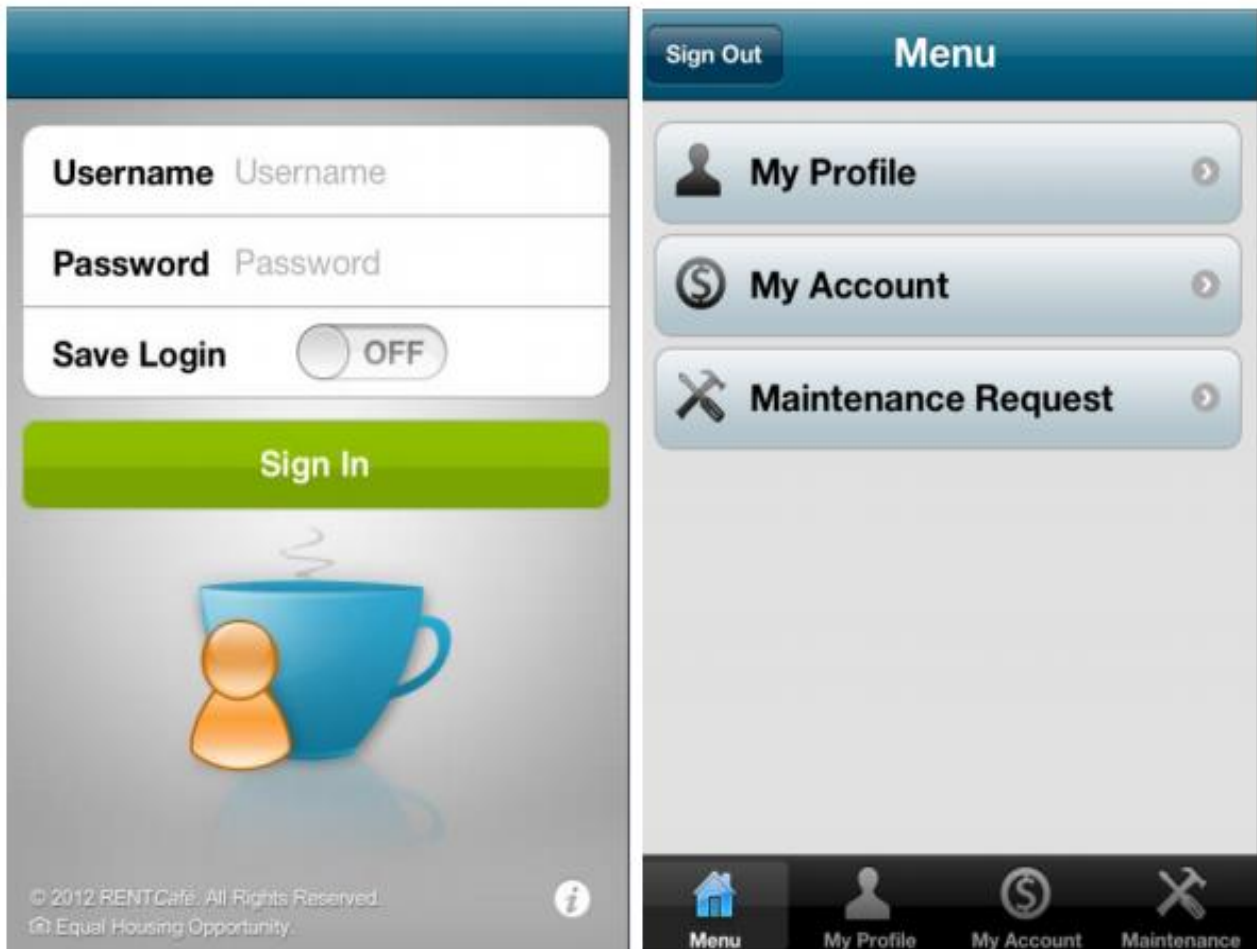 Username Username
Password Password
Save Login OFF
Sign In
© 2012 RENTCafé. All Rights Reserved.
Equal Housing Opportunity.
i
Sign Out Menu
My Profile
$ My Account
Maintenance Request
Menu My Profile My Account Maintenance